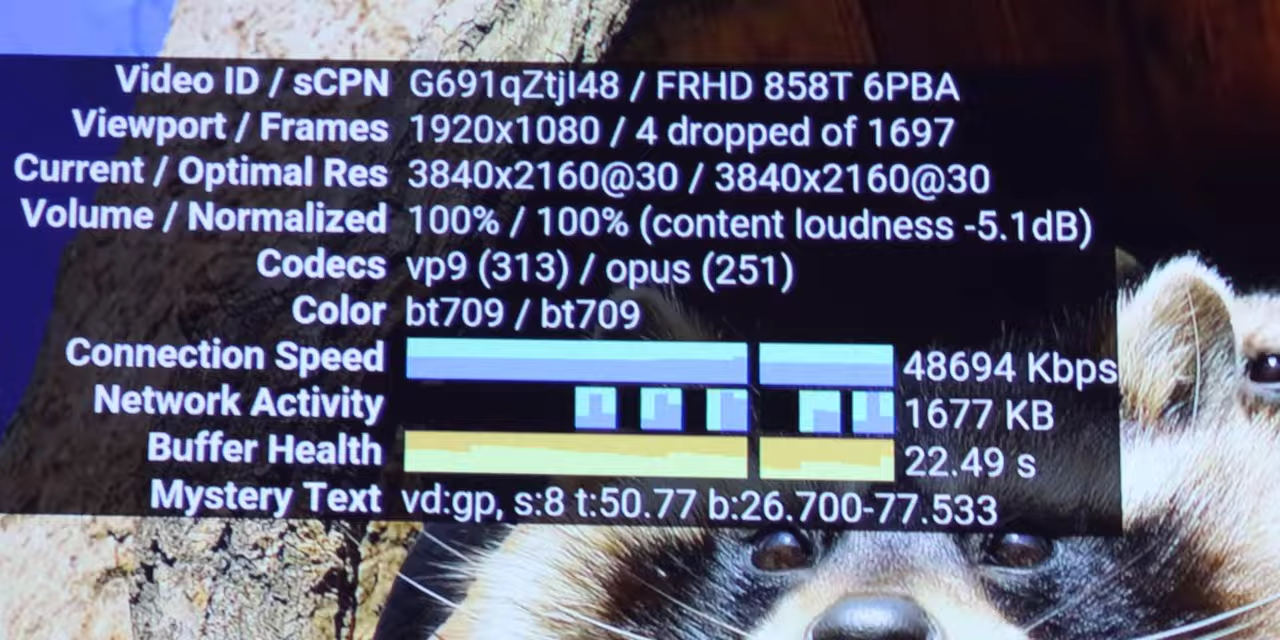 Video ID / sCPN G691qZtjI48 / FRHD 858T 6PBA
Viewport / Frames 1920x1080 / 4 dropped of 1697
Current / Optimal Res 3840x2160@30 / 3840x2160@30
Volume / Normalized 100% / 100% (content loudness -5.1dB)
Codecs vp9 (313) / opus (251)
Color bt709 / bt709
Connection Speed 48694 Kbps
Network Activity 1677 KB
Buffer Health 22.49 s
Mystery Text vd:gp, s:8 t:50.77 b:26.700-77.533